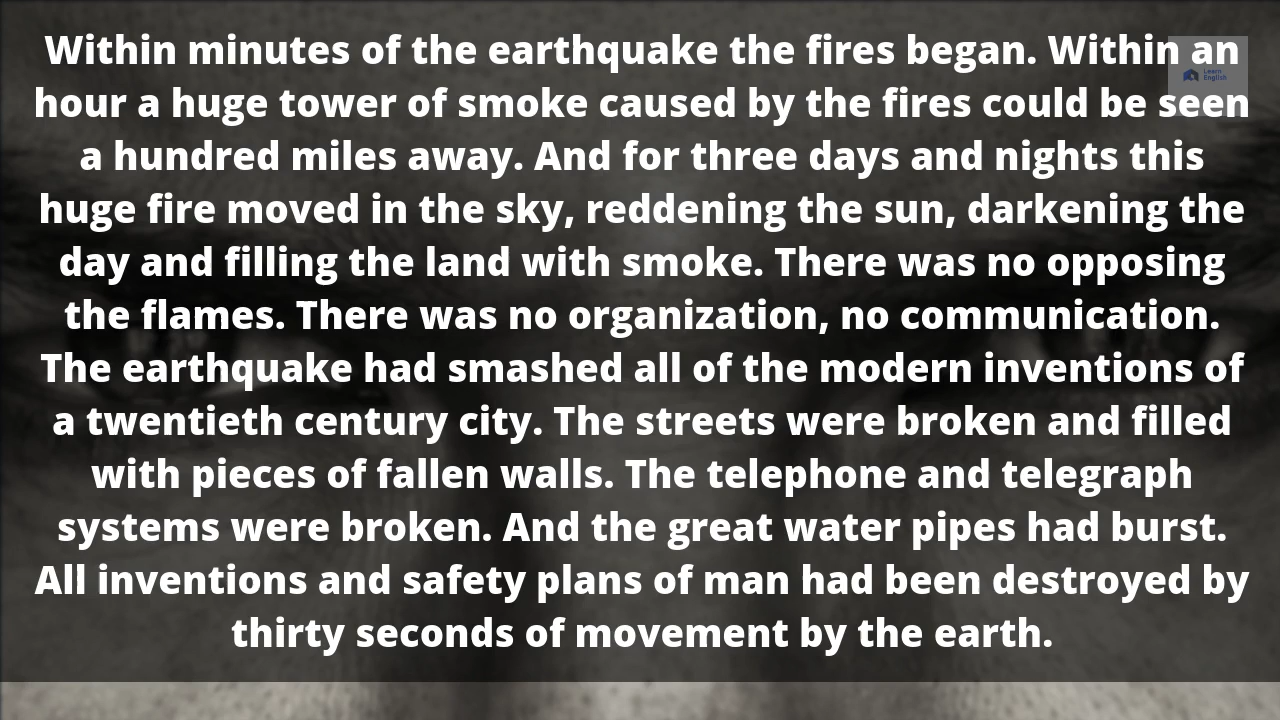 Within minutes of the earthquake the fires began. Within an
hour a huge tower of smoke caused by the fires could be seen
a hundred miles away. And for three days and nights this
huge fire moved in the sky, reddening the sun, darkening the
day and filling the land with smoke. There was no opposing
the flames. There was no organization, no communication.
The earthquake had smashed all of the modern inventions of
a twentieth century city. The streets were broken and filled
with pieces of fallen walls. The telephone and telegraph
systems were broken. And the great water pipes had burst.
All inventions and safety plans of man had been destroyed by
thirty seconds of movement by the earth.
Learn
English